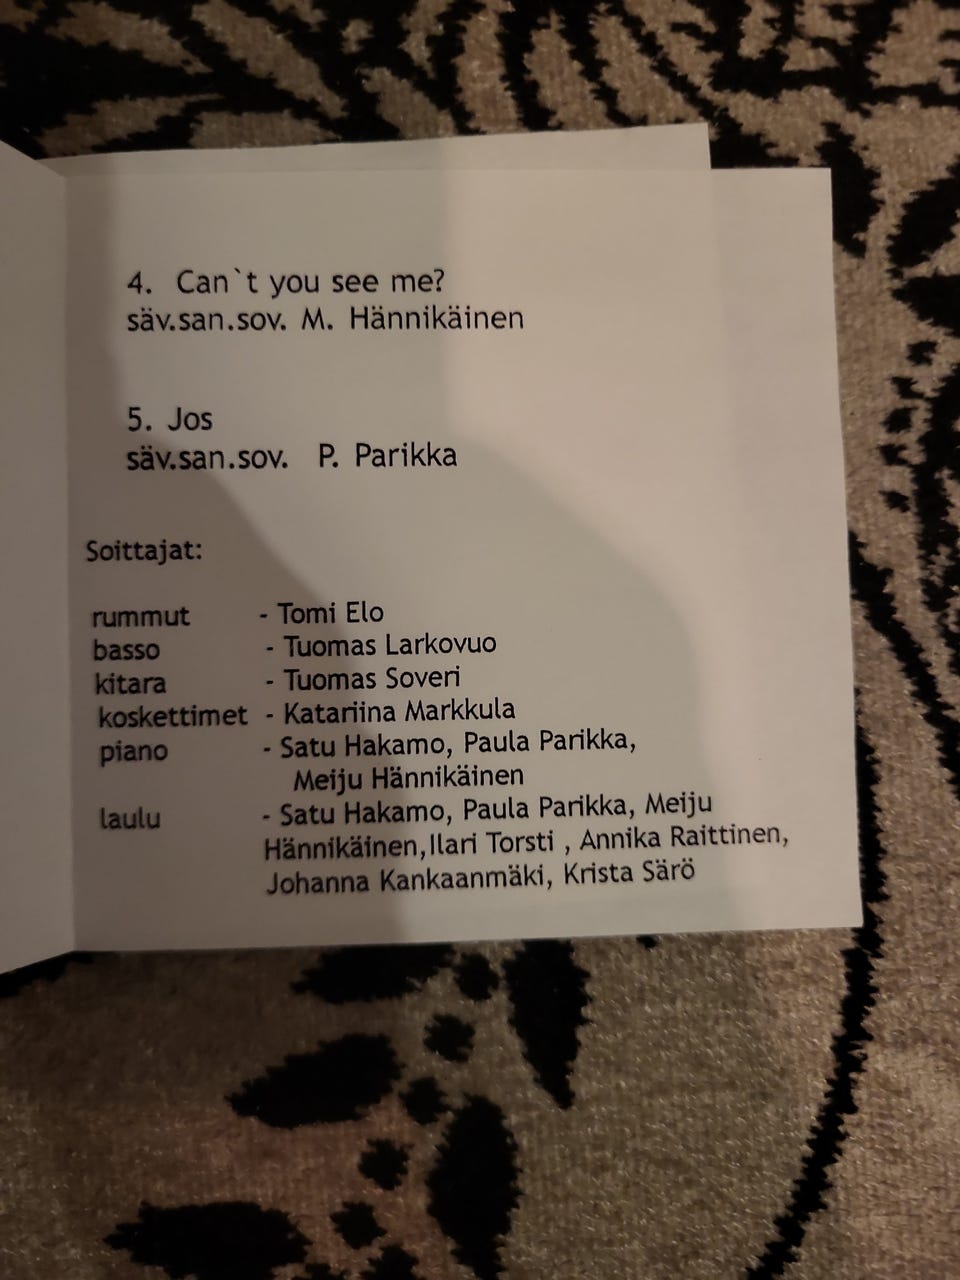 4. Can`t you see me?
säv.san.sov. M. Hännikäinen
5. Jos
säv.san.sov. P. Parikka
Soittajat:
rummut - Tomi Elo
basso - Tuomas Larkovuo
kitara - Tuomas Soveri
koskettimet - Katariina Markkula
piano - Satu Hakamo, Paula Parikka,
Meiju Hännikäinen
laulu - Satu Hakamo, Paula Parikka, Meiju
Hännikäinen,Ilari Torsti , Annika Raittinen,
Johanna Kankaanmäki, Krista Särö